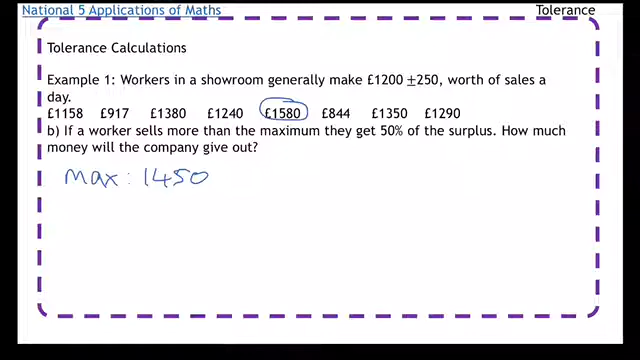 National 5 Applications of Maths Tolerance
Tolerance Calculations
Example 1: Workers in a showroom generally make £1200 ±250, worth of sales a
day.
£1158 £917 £1380 £1240 £1580 £844 £1350 £1290
b) If a worker sells more than the maximum they get 50% of the surplus. How much
money will the company give out?
max: 1450